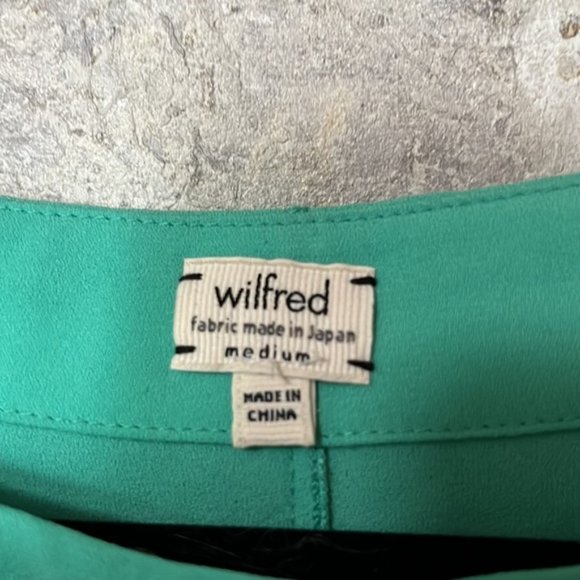 wilfred
fabric made in Japan
medium
MADE IN
CHINA